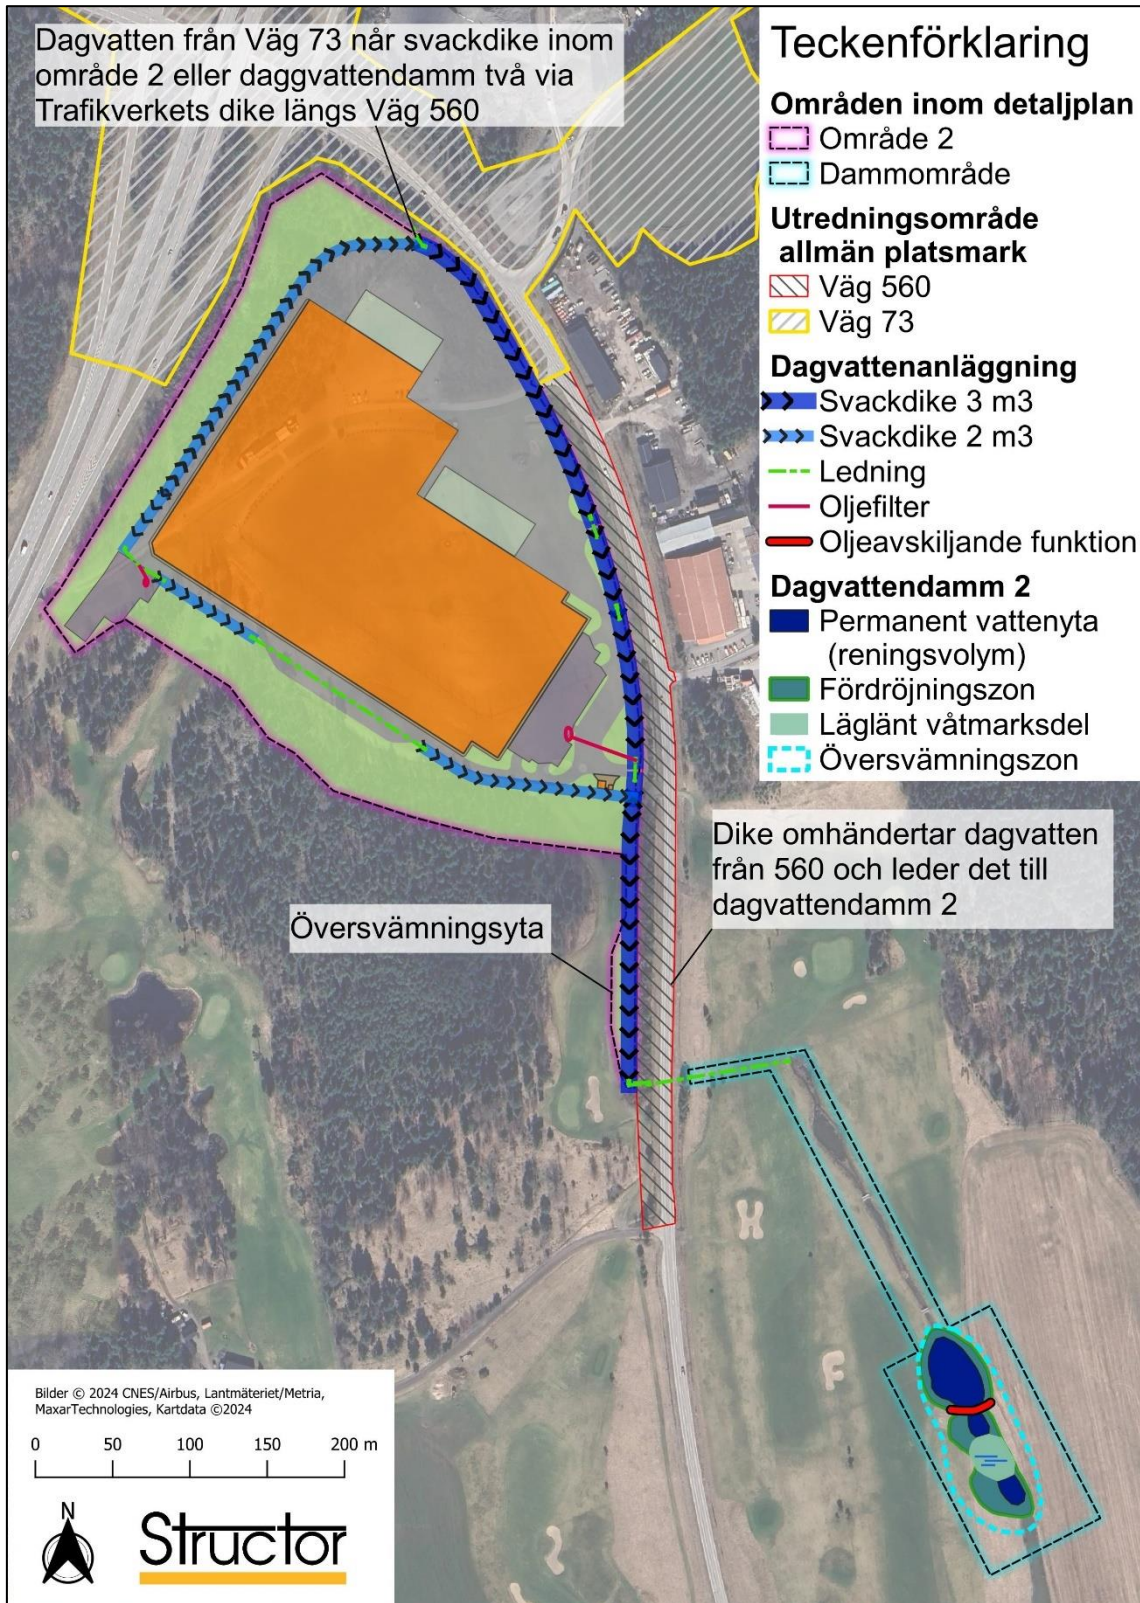 Dagvatten från Väg 73 når svackdike inom
område 2 eller daggvattendamm två via
Trafikverkets dike längs Väg 560
Teckenförklaring
Områden inom detaljplan
Område 2
Dammområde
Utredningsområde
allmän platsmark
Väg 560
Väg 73
Dagvattenanläggning
Svackdike 3 m3
Svackdike 2 m3
Ledning
Oljefilter
Oljeavskiljande funktion
Dagvattendamm 2
Permanent vattenyta
(reningsvolym)
Fördröjningszon
Läglänt våtmarksdel
Översvämningszon
Dike omhändertar dagvatten
från 560 och leder det till
dagvattendamm 2
Översvämningsyta
Bilder © 2024 CNES/Airbus, Lantmäteriet/Metria,
MaxarTechnologies, Kartdata ©2024
0 50 100 150 200 m
N
Structor